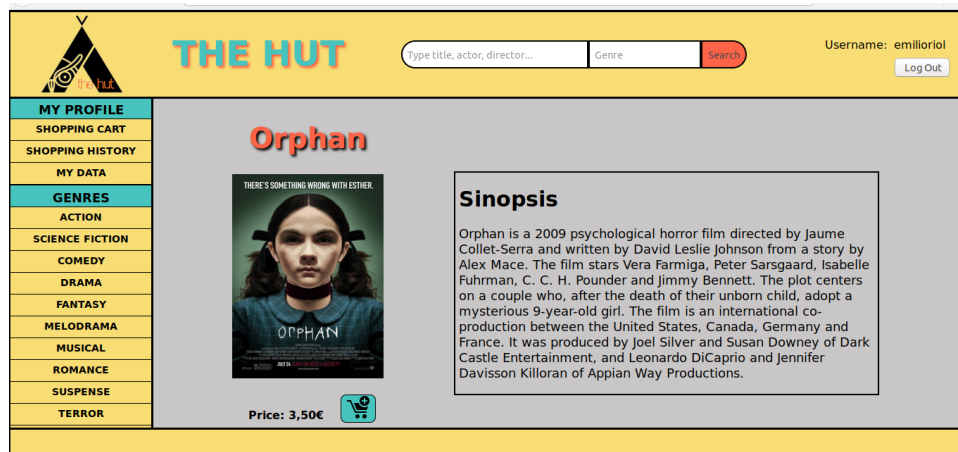 the hut
THE HUT
Type title, actor, director...
Genre
Search
Username: emilioriol
Log Out
MY PROFILE
SHOPPING CART
SHOPPING HISTORY
MY DATA
GENRES
ACTION
SCIENCE FICTION
COMEDY
DRAMA
FANTASY
MELODRAMA
MUSICAL
ROMANCE
SUSPENSE
TERROR
Orphan
THERE'S SOMETHING WRONG WITH ESTHER.
ORPHAN
JULY 24
Price: 3,50€
Sinopsis
Orphan is a 2009 psychological horror film directed by Jaume
Collet-Serra and written by David Leslie Johnson from a story by
Alex Mace. The film stars Vera Farmiga, Peter Sarsgaard, Isabelle
Fuhrman, C. C. H. Pounder and Jimmy Bennett. The plot centers
on a couple who, after the death of their unborn child, adopt a
mysterious 9-year-old girl. The film is an international co-
production between the United States, Canada, Germany and
France. It was produced by Joel Silver and Susan Downey of Dark
Castle Entertainment, and Leonardo DiCaprio and Jennifer
Davisson Killoran of Appian Way Productions.